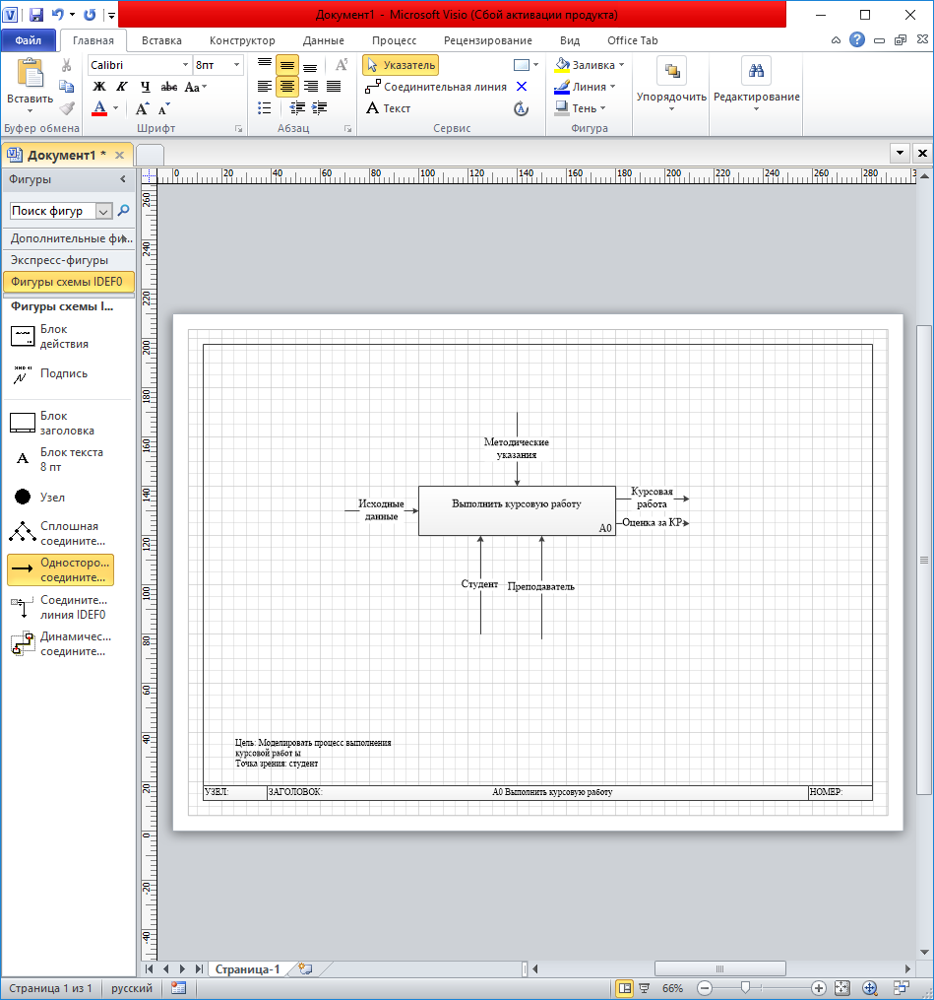 Документ1 - Microsoft Visio (Сбой активации продукта)
Файл Главная Вставка Конструктор Данные Процесс Рецензирование Вид Office Tab
Вставить
Буфер обмена
Calibri 8пт
Ж К Ч abc Aa
А A A
Шрифт
Абзац
Указатель
Соединительная линия
А Текст
Сервис
Заливка
Линия
Тень
Фигура
Упорядочить
Редактирование
Документ1 *
Фигуры
Поиск фигур
Дополнительные фи...
Экспресс-фигуры
Фигуры схемы IDEF0
Фигуры схемы I...
Блок
действия
Подпись
Блок
заголовка
Блок текста
8 пт
Узел
Сплошная
соедините...
Односторо...
соедините...
Соедините...
линия IDEF0
Динамичес...
соедините...
0 20 40 60 80 100 120 140 160 180 200 220 240 260 280
260
240
220
200
180
160
140
120
100
80
60
40
20
0
-20
-40
Методические
указания
Исходные
данные
Выполнить курсовую работу
A0
Курсовая
работа
Оценка за КР
Студент
Преподаватель
Цель: Моделировать процесс выполнения
курсовой работ ы
Точка зрения: студент
УЗЕЛ: ЗАГОЛОВОК: А0 Выполнить курсовую работу НОМЕР:
Страница-1
Страница 1 из 1 русский 66%